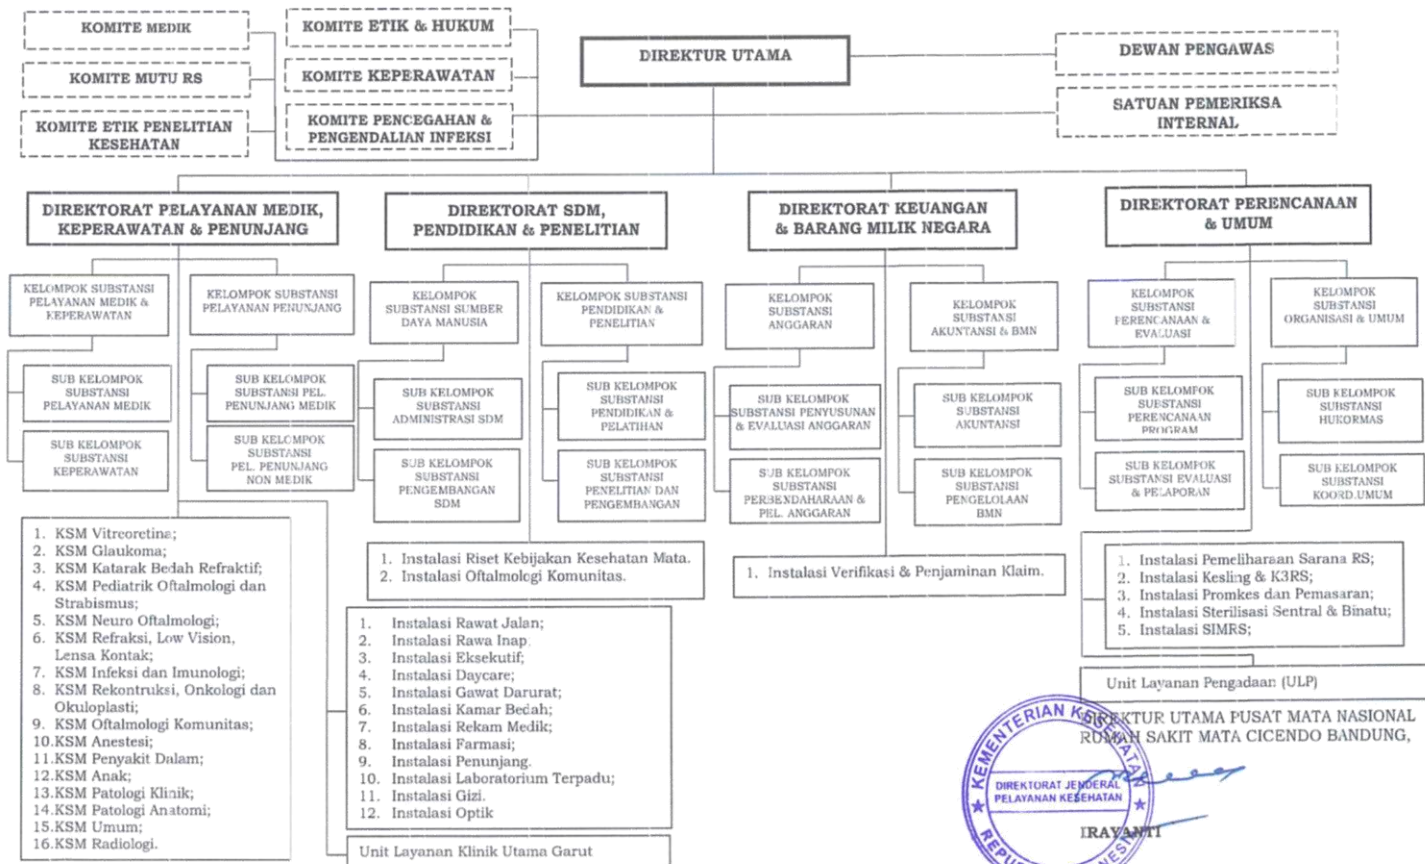 KOMITE MEDIK
KOMITE MUTU RS
KOMITE ETIK PENELITIAN
KESEHATAN
KOMITE ETIK & HUKUM
KOMITE KEPERAWATAN
KOMITE PENCEGAHAN &
PENGENDALIAN INFEKSI
DIREKTUR UTAMA
DEWAN PENGAWAS
SATUAN PEMERIKSA
INTERNAL
DIREKTORAT PELAYANAN MEDIK,
KEPERAWATAN & PENUNJANG
DIREKTORAT SDM,
PENDIDIKAN & PENELITIAN
DIREKTORAT KEUANGAN
& BARANG MILIK NEGARA
DIREKTORAT PERENCANAAN
& UMUM
KELOMPOK SUBSTANSI
PELAYANAN MEDIK &
KEPERAWATAN
KELOMPOK SUBSTANSI
PELAYANAN PENUNJANG
KELOMPOK
SUBSTANSI SUMBER
DAYA MANUSIA
KELOMPOK SUBSTANSI
PENDIDIKAN &
PENELITIAN
KELOMPOK
SUBSTANSI
ANGGARAN
KELOMPOK
SUBSTANSI
AKUNTANSI & BMN
KELOMPOK
SUBSTANSI
PERENCANAAN &
EVALUASI
KELOMPOK
SUBSTANSI
ORGANISASI & UMUM
SUB KELOMPOK
SUBSTANSI
PELAYANAN MEDIK
SUB KELOMPOK
SUBSTANSI PEL.
PENUNJANG MEDIK
SUB KELOMPOK
SUBSTANSI
ADMINISTRASI SDM
SUB KELOMPOK
SUBSTANSI
PENDIDIKAN &
PELATIHAN
SUB KELOMPOK
SUBSTANSI PENYUSUNAN
& EVALUASI ANGGARAN
SUB KELOMPOK
SUBSTANSI
AKUNTANSI
SUB KELOMPOK
SUBSTANSI
PERENCANAAN
PROGRAM
SUB KELOMPOK
SUBSTANSI
HUKORMAS
SUB KELOMPOK
SUBSTANSI
KEPERAWATAN
SUB KELOMPOK
SUBSTANSI
PEL. PENUNJANG
NON MEDIK
SUB KELOMPOK
SUBSTANSI
PENGEMBANGAN
SDM
SUB KELOMPOK
SUBSTANSI
PENELITIAN DAN
PENGEMBANGAN
SUB KELOMPOK
SUBSTANSI
PERBENDAHARAAN &
PEL. ANGGARAN
SUB KELOMPOK
SUBSTANSI
PENGELOLAAN
BMN
SUB KELOMPOK
SUBSTANSI EVALUASI
& PELAPORAN
SUB KELOMPOK
SUBSTANSI
KOORD.UMUM
1. KSM Vitreoretina;
2. KSM Glaukoma;
3. KSM Katarak Bedah Refraktif;
4. KSM Pediatrik Oftalmologi dan
Strabismus;
5. KSM Neuro Oftalmologi;
6. KSM Refraksi, Low Vision,
Lensa Kontak;
7. KSM Infeksi dan Imunologi;
8. KSM Rekontruksi, Onkologi dan
Okuloplasti;
9. KSM Oftalmologi Komunitas;
10.KSM Anestesi;
11.KSM Penyakit Dalam;
12.KSM Anak;
13.KSM Patologi Klinik;
14.KSM Patologi Anatomi;
15.KSM Umum;
16.KSM Radiologi.
1. Instalasi Riset Kebijakan Kesehatan Mata.
2. Instalasi Oftalmologi Komunitas.
1. Instalasi Rawat Jalan;
2. Instalasi Rawa Inap.
3. Instalasi Eksekutif;
4. Instalasi Daycare;
5. Instalasi Gawat Darurat;
6. Instalasi Kamar Bedah;
7. Instalasi Rekam Medik;
8. Instalasi Farmasi;
9. Instalasi Penunjang.
10. Instalasi Laboratorium Terpadu;
11. Instalasi Gizi.
12. Instalasi Optik
Unit Layanan Klinik Utama Garut
1. Instalasi Verifikasi & Penjaminan Klaim.
1. Instalasi Pemeliharaan Sarana RS;
2. Instalasi Kesling & K3RS;
3. Instalasi Promkes dan Pemasaran;
4. Instalasi Sterilisasi Sentral & Binatu;
5. Instalasi SIMRS;
Unit Layanan Pengadaan (ULP)
DIREKTUR UTAMA PUSAT MATA NASIONAL
RUMAH SAKIT MATA CICENDO BANDUNG,
KEMENTERIAN KESEHATAN
DIREKTORAT JENDERAL
PELAYANAN KESEHATAN
IRAYANTI